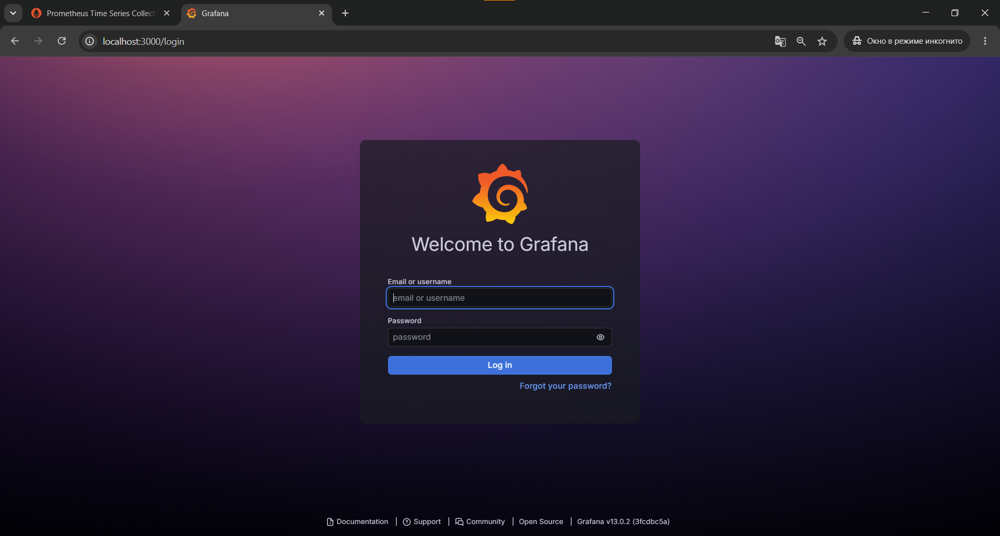 Prometheus Time Series Collect
Grafana
localhost:3000/login
Окно в режиме инкогнито
Welcome to Grafana
Email or username
email or username
Password
password
Log in
Forgot your password?
Documentation | Support | Community | Open Source | Grafana v13.0.2 (3fcdbc5a)